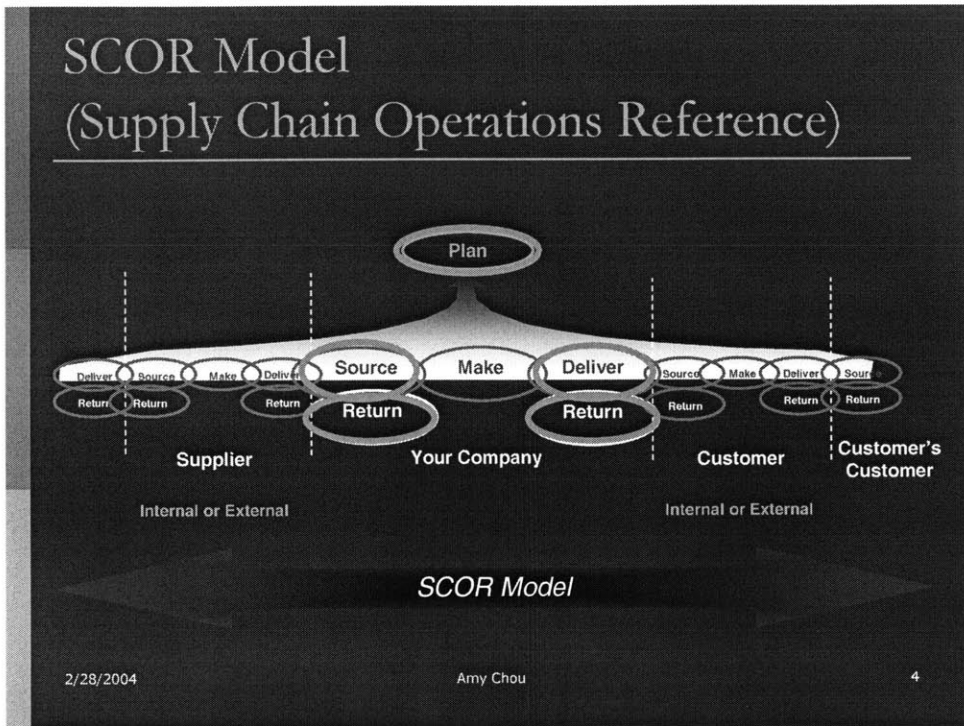 SCOR Model
(Supply Chain Operations Reference)
Plan
Deliver Source Make Deliver Source Make Deliver Source Make Deliver Source
Return Return Return Return Return Return Return Return
Supplier Your Company Customer Customer's
Customer
Internal or External Internal or External
SCOR Model
2/28/2004 Amy Chou 4